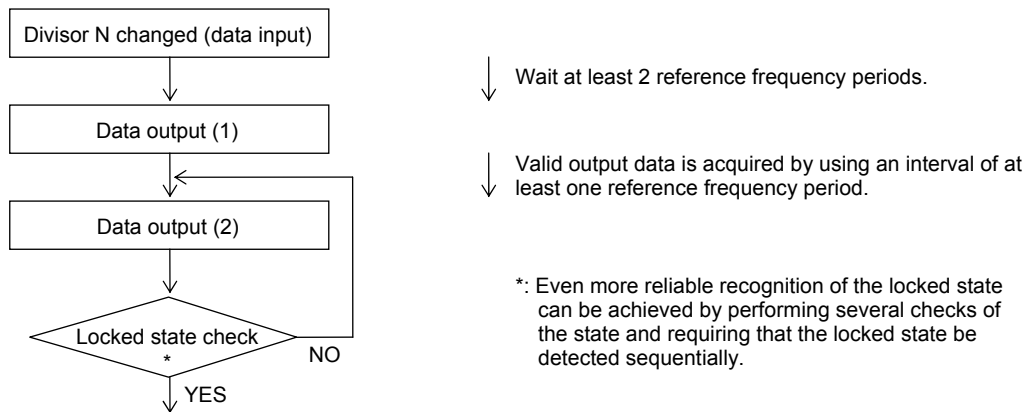 Divisor N changed (data input)
Wait at least 2 reference frequency periods.
Data output (1)
Valid output data is acquired by using an interval of at
least one reference frequency period.
Data output (2)
*: Even more reliable recognition of the locked state
can be achieved by performing several checks of
the state and requiring that the locked state be
detected sequentially.
Locked state check
*
NO
YES